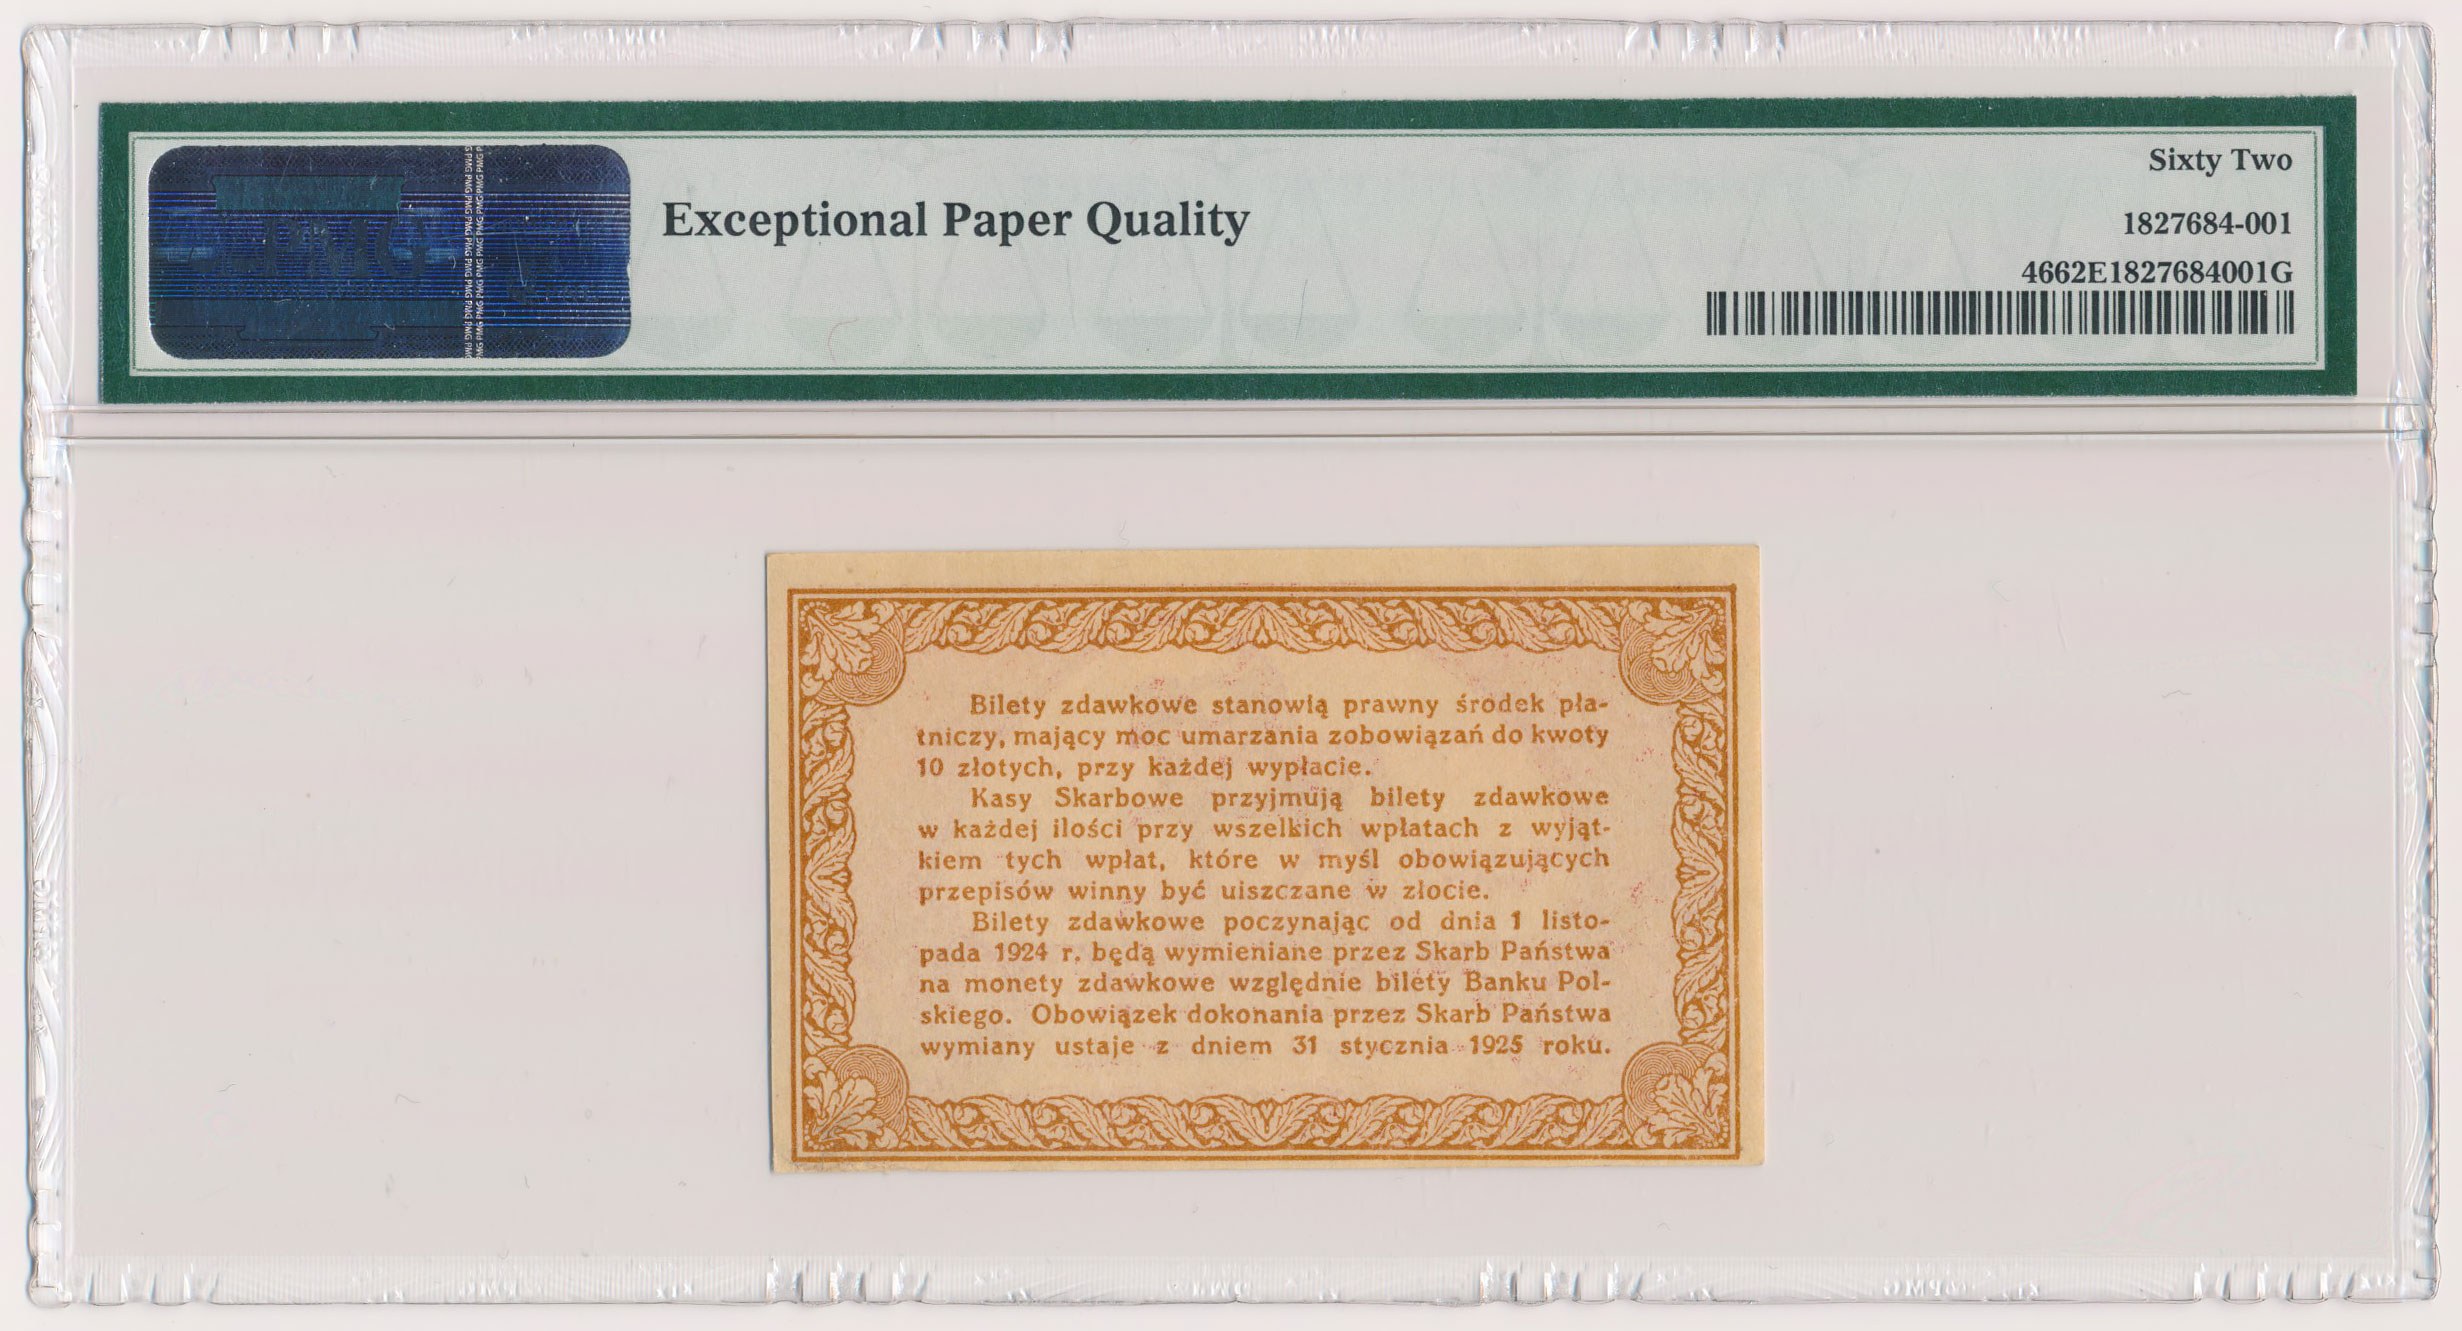 Exceptional Paper Quality
Sixty Two
1827684-001
4662E1827684001G
PMG
Bilety zdawkowe stanowią prawny środek pła-
tniczy, mający moc umarzania zobowiązań do kwoty
10 złotych, przy każdej wypłacie.
Kasy Skarbowe przyjmują bilety zdawkowe
w każdej ilości przy wszelkich wpłatach z wyjąt-
kiem tych wpłat, które w myśl obowiązujących
przepisów winny być uiszczane w złocie.
Bilety zdawkowe poczynając od dnia 1 listo-
pada 1924 r. będą wymieniane przez Skarb Państwa
na monety zdawkowe względnie bilety Banku Pol-
skiego. Obowiązek dokonania przez Skarb Państwa
wymiany ustaje z dniem 31 stycznia 1925 roku.